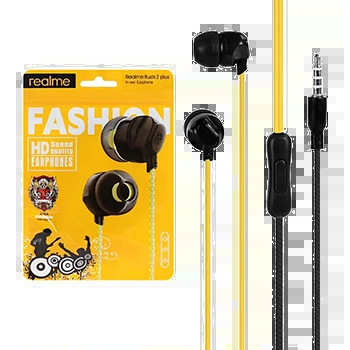 realme
Realme Buds 2 plus
In-ear Earphone
FASHION
HD Sound
quality
EARPHONES